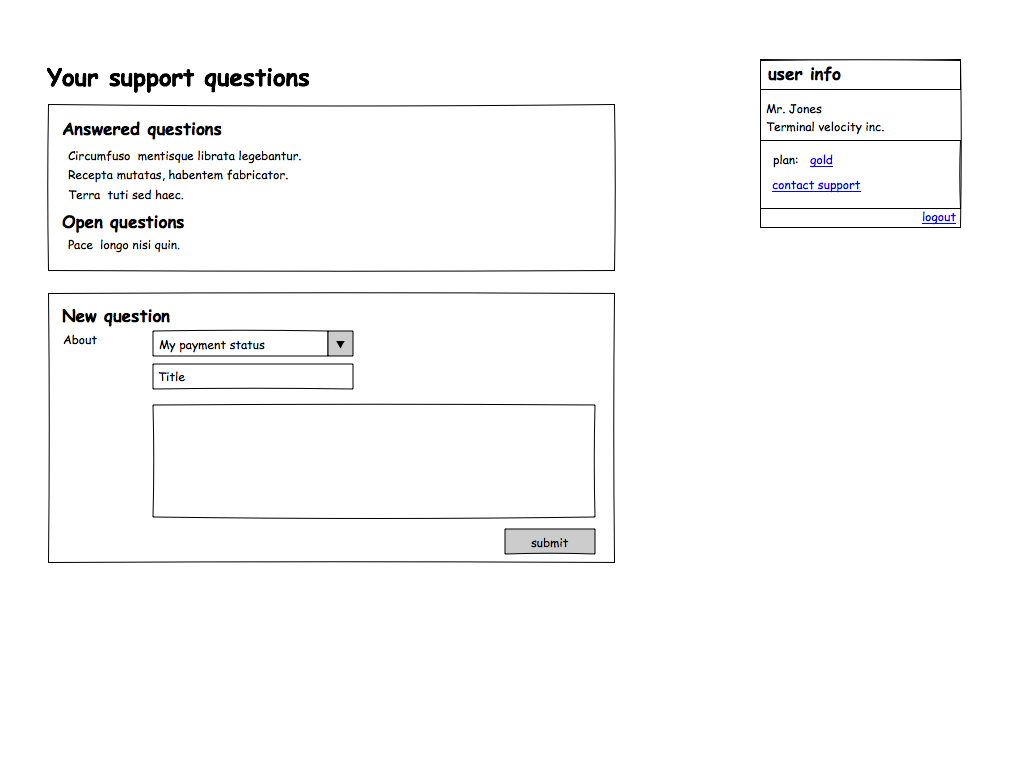 Your support questions
Answered questions
Circumfuso mentisque librata legebantur.
Recepta mutatas, habentem fabricator.
Terra tuti sed haec.
Open questions
Pace longo nisi quin.
New question
About
My payment status
Title
submit
user info
Mr. Jones
Terminal velocity inc.
plan: gold
contact support
logout